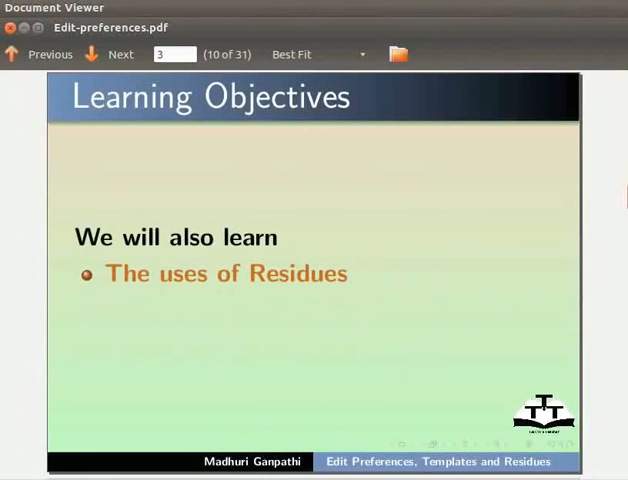 Document Viewer
Edit-preferences.pdf
Previous Next 3 (10 of 31) Best Fit
Learning Objectives
We will also learn
The uses of Residues
TTT
Madhuri Ganpathi Edit Preferences, Templates and Residues